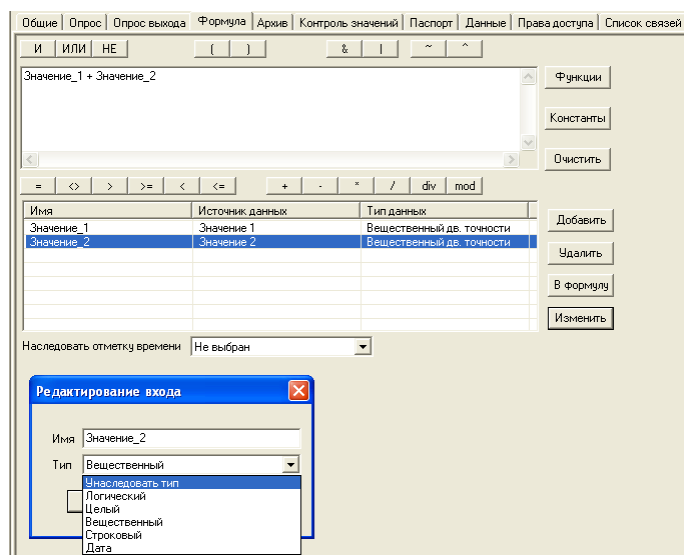 Общие Опрос Опрос выхода Формула Архив Контроль значений Паспорт Данные Права доступа Список связей
И ИЛИ НЕ ( ) & | ~ ^
Значение_1 + Значение_2
Функции
Константы
Очистить
= <> > >= < <= + - * / div mod
Имя Источник данных Тип данных
Значение_1 Значение 1 Вещественный дв. точности
Значение_2 Значение 2 Вещественный дв. точности
Добавить
Удалить
В формулу
Изменить
Наследовать отметку времени Не выбран
Редактирование входа
Имя Значение_2
Тип Вещественный
Унаследовать тип
Логический
Целый
Вещественный
Строковый
Дата